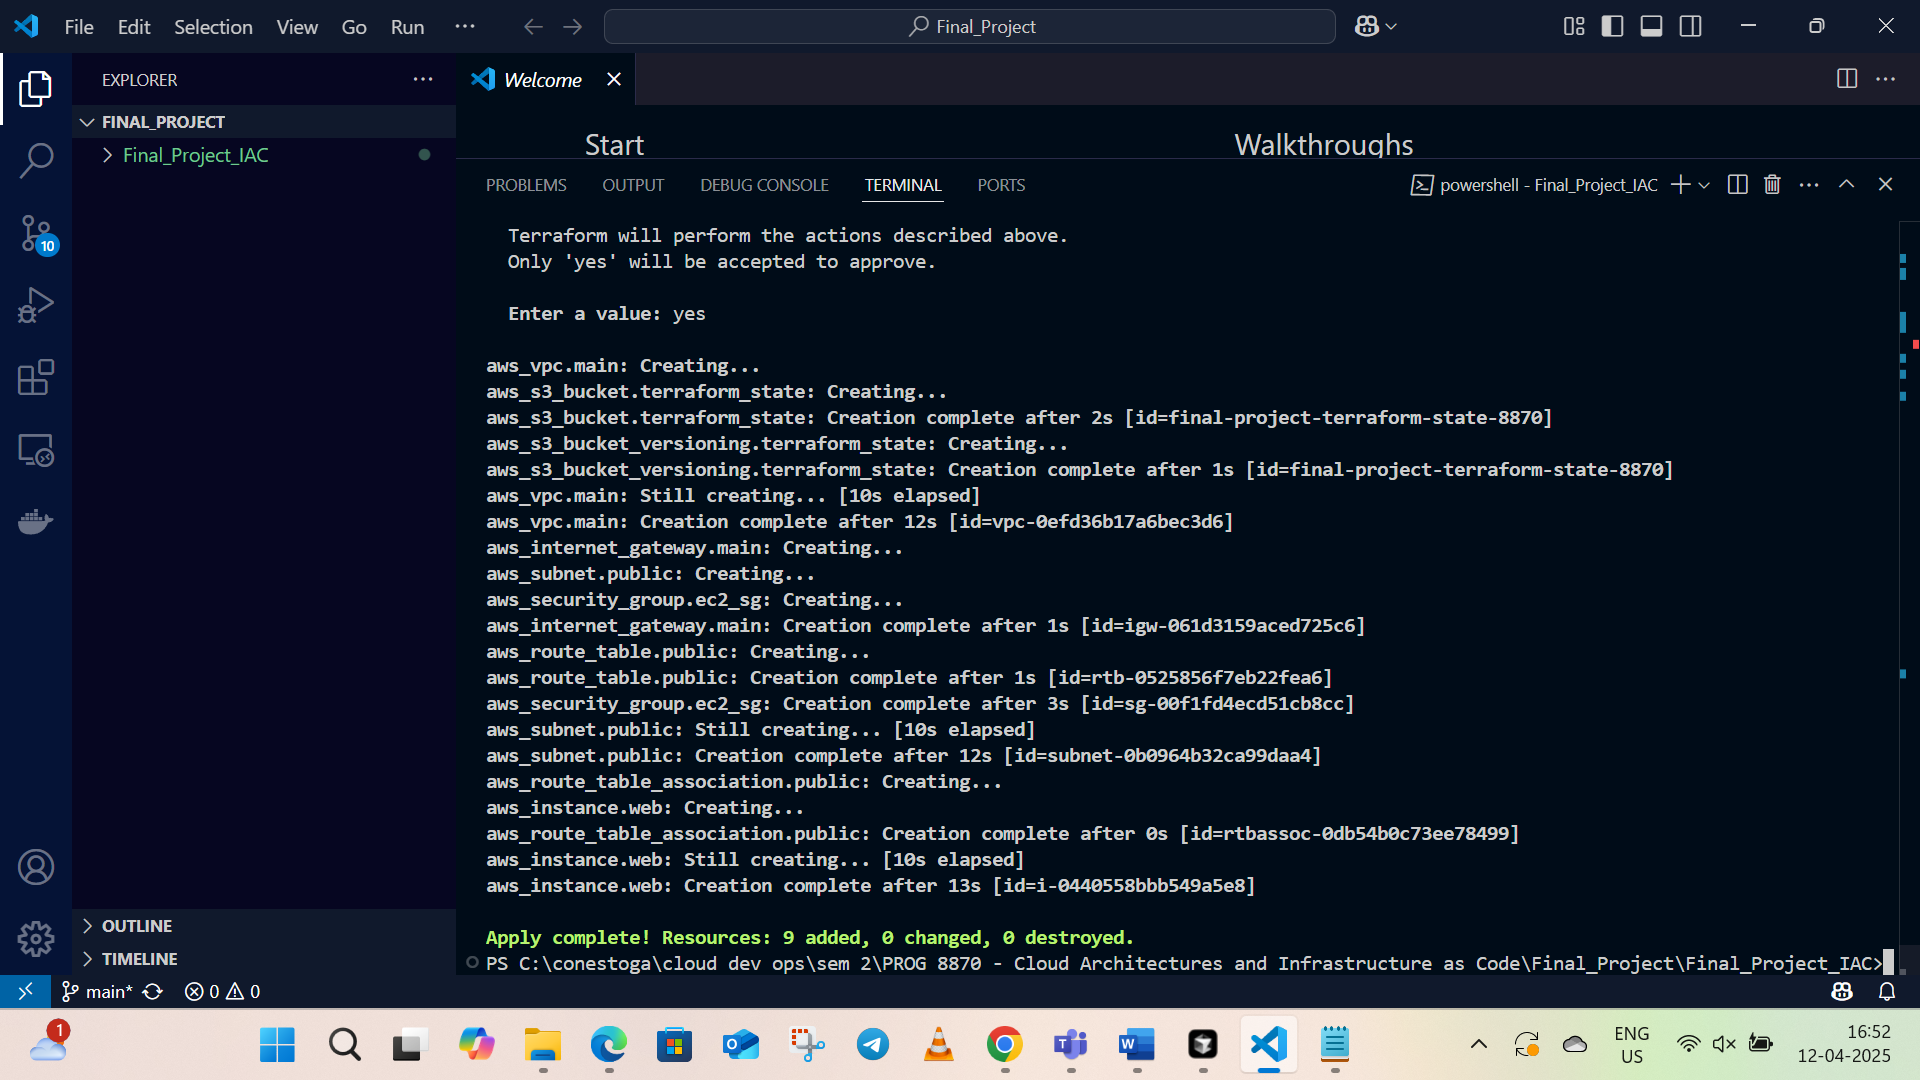 File Edit Selection View Go Run ···
Final_Project
EXPLORER
FINAL_PROJECT
Final_Project_IAC
10
OUTLINE
TIMELINE
Welcome
Start
Walkthroughs
PROBLEMS OUTPUT DEBUG CONSOLE TERMINAL PORTS
powershell - Final_Project_IAC
Terraform will perform the actions described above.
Only 'yes' will be accepted to approve.
Enter a value: yes
aws_vpc.main: Creating...
aws_s3_bucket.terraform_state: Creating...
aws_s3_bucket.terraform_state: Creation complete after 2s [id=final-project-terraform-state-8870]
aws_s3_bucket_versioning.terraform_state: Creating...
aws_s3_bucket_versioning.terraform_state: Creation complete after 1s [id=final-project-terraform-state-8870]
aws_vpc.main: Still creating... [10s elapsed]
aws_vpc.main: Creation complete after 12s [id=vpc-0efd36b17a6bec3d6]
aws_internet_gateway.main: Creating...
aws_subnet.public: Creating...
aws_security_group.ec2_sg: Creating...
aws_internet_gateway.main: Creation complete after 1s [id=igw-061d3159aced725c6]
aws_route_table.public: Creating...
aws_route_table.public: Creation complete after 1s [id=rtb-0525856f7eb22fea6]
aws_security_group.ec2_sg: Creation complete after 3s [id=sg-00f1fd4ecd51cb8cc]
aws_subnet.public: Still creating... [10s elapsed]
aws_subnet.public: Creation complete after 12s [id=subnet-0b0964b32ca99daa4]
aws_route_table_association.public: Creating...
aws_instance.web: Creating...
aws_route_table_association.public: Creation complete after 0s [id=rtbassoc-0db54b0c73ee78499]
aws_instance.web: Still creating... [10s elapsed]
aws_instance.web: Creation complete after 13s [id=i-0440558bbb549a5e8]
Apply complete! Resources: 9 added, 0 changed, 0 destroyed.
PS C:\conestoga\cloud dev ops\sem 2\PROG 8870 - Cloud Architectures and Infrastructure as Code\Final_Project\Final_Project_IAC>
main* 0 0
1
ENG
US
16:52
12-04-2025